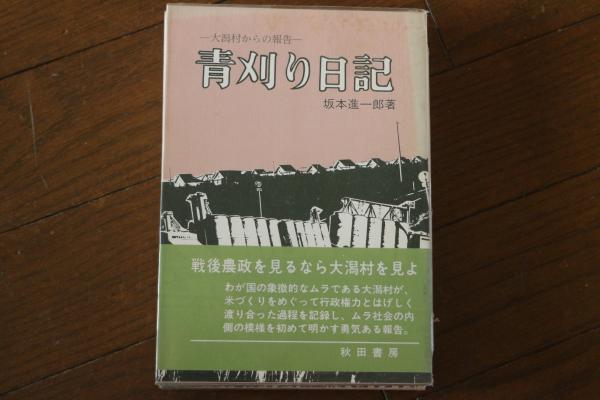 ―大潟村からの報告―
青刈り日記
坂本進一郎著
戦後農政を見るなら大潟村を見よ
わが国の象徴的なムラである大潟村が、
米づくりをめぐって行政権力とはげしく
渡り合った過程を記録し、ムラ社会の内
側の模様を初めて明かす勇気ある報告。
秋田書房